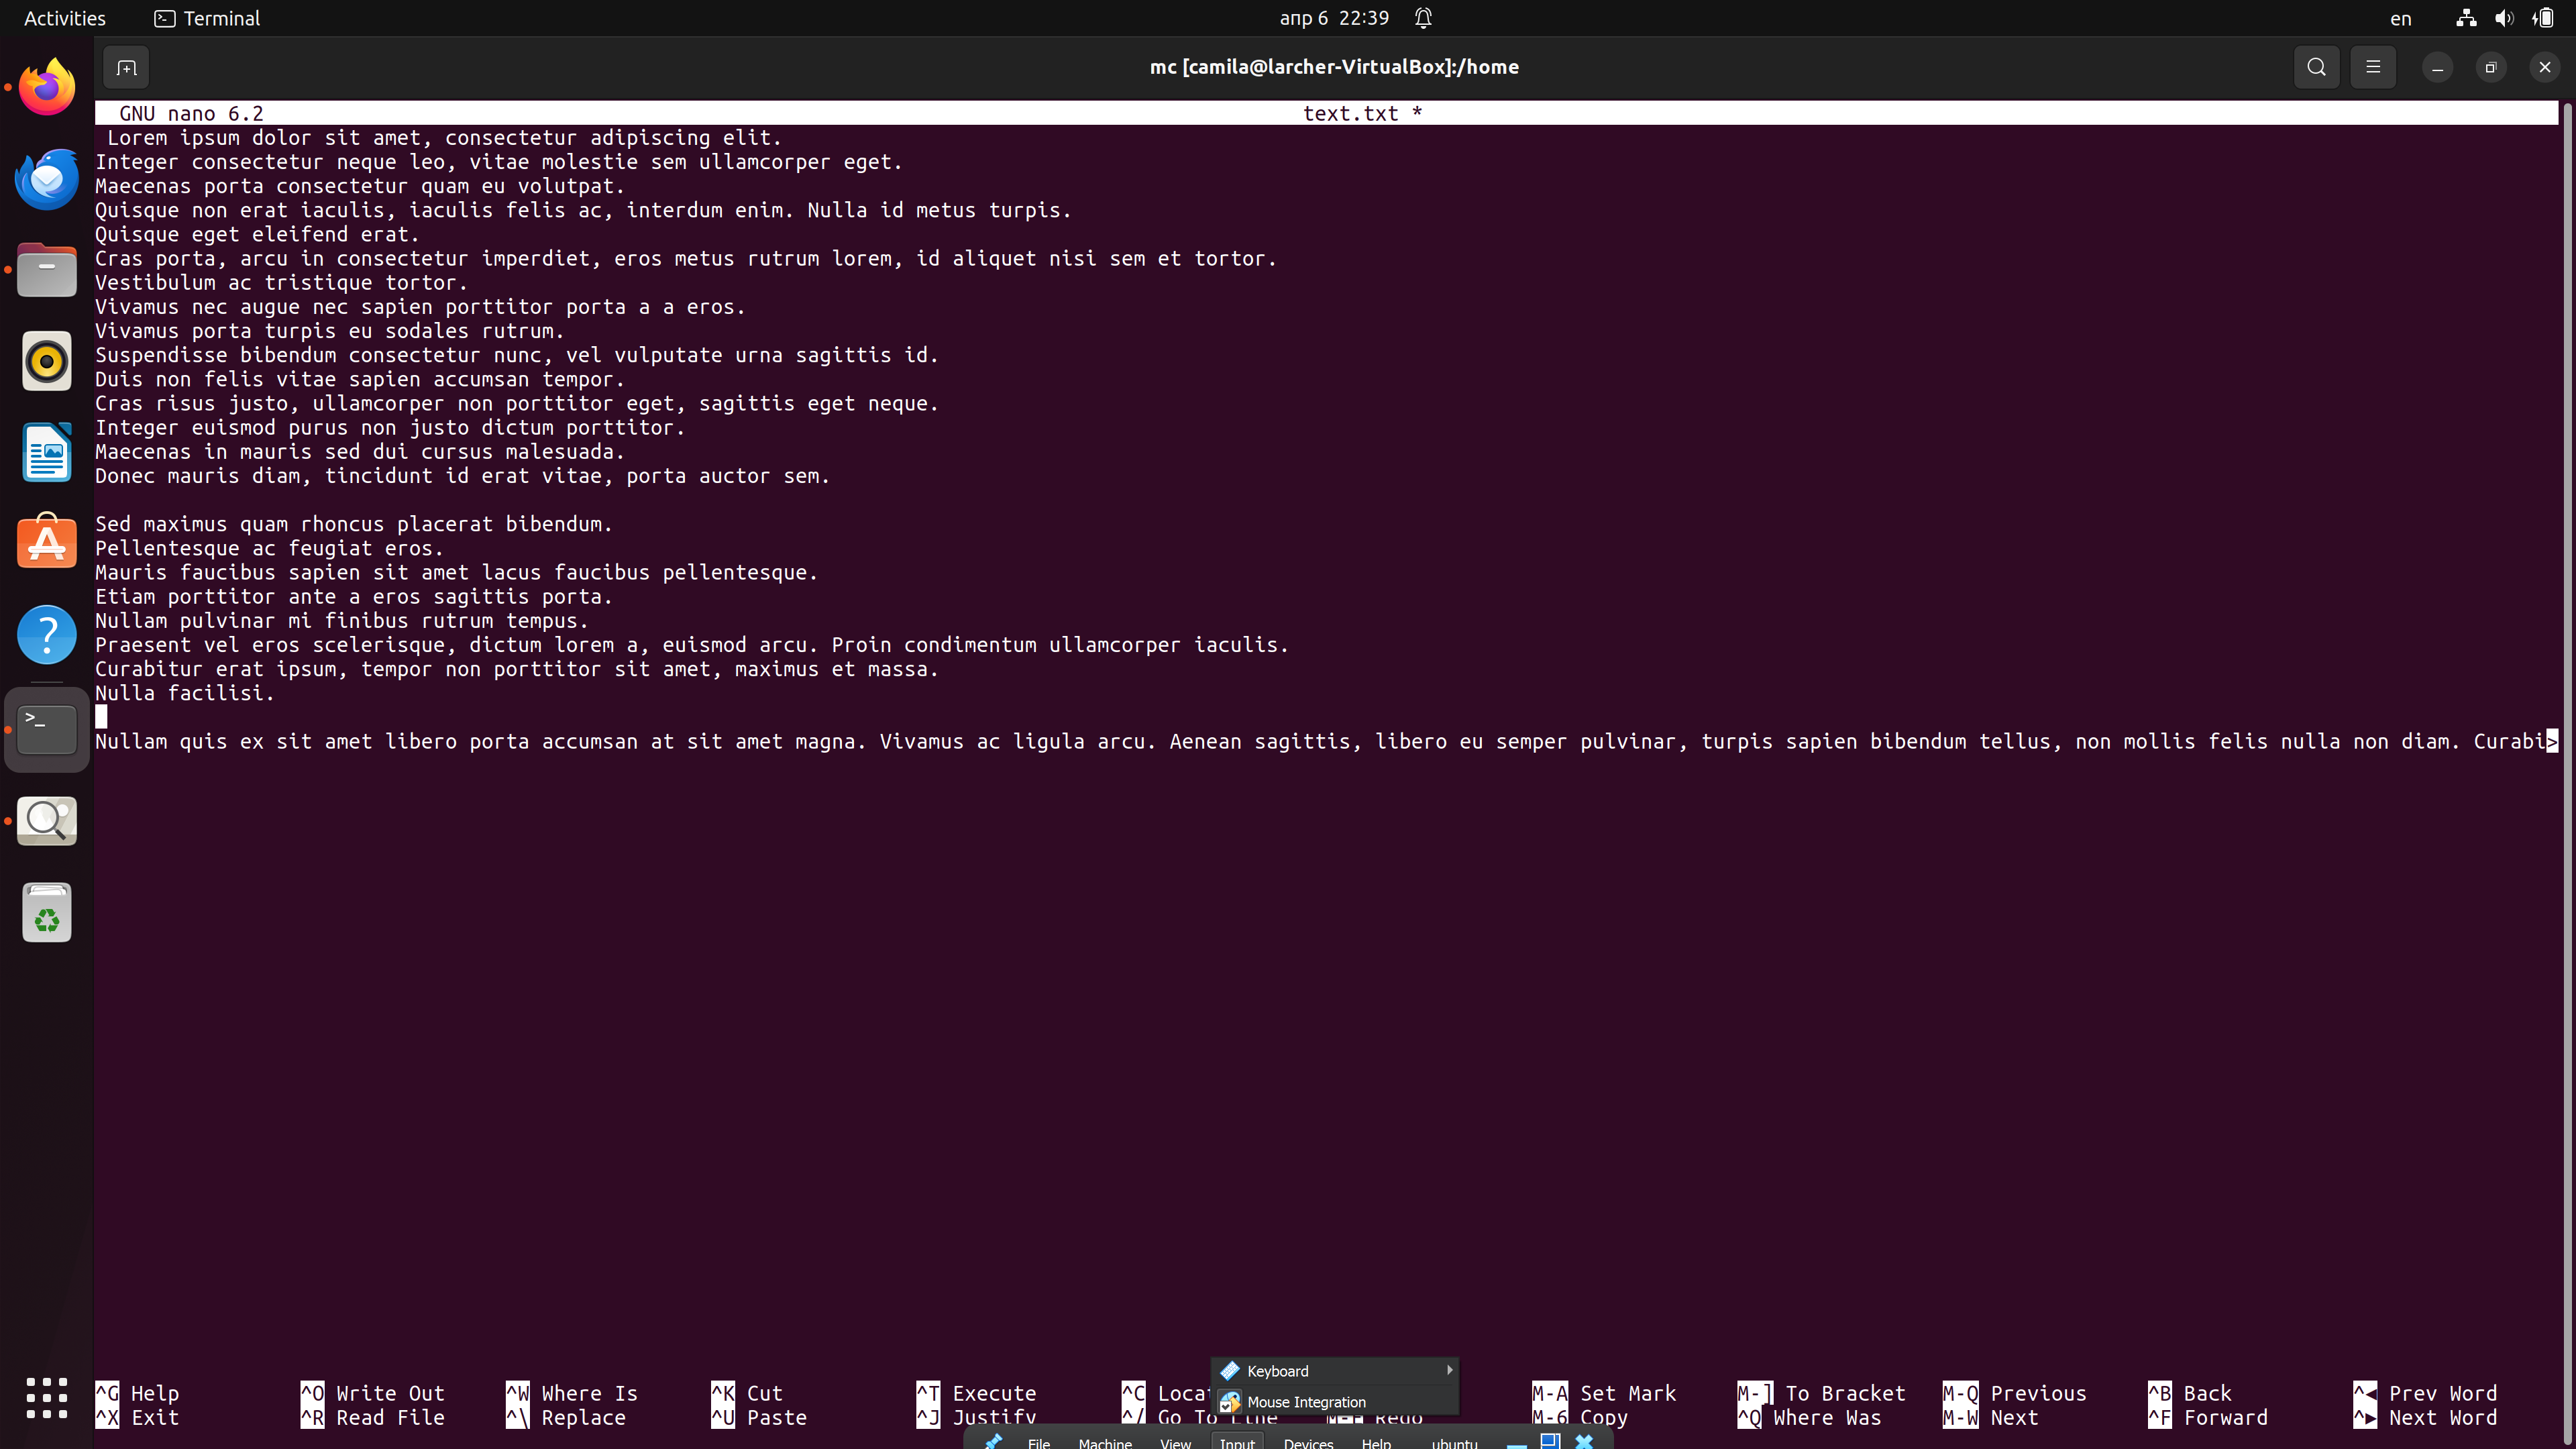 Activities Terminal апр 6 22:39 en
mc [camila@larcher-VirtualBox]:/home
GNU nano 6.2 text.txt *
Lorem ipsum dolor sit amet, consectetur adipiscing elit.
Integer consectetur neque leo, vitae molestie sem ullamcorper eget.
Maecenas porta consectetur quam eu volutpat.
Quisque non erat iaculis, iaculis felis ac, interdum enim. Nulla id metus turpis.
Quisque eget eleifend erat.
Cras porta, arcu in consectetur imperdiet, eros metus rutrum lorem, id aliquet nisi sem et tortor.
Vestibulum ac tristique tortor.
Vivamus nec augue nec sapien porttitor porta a a eros.
Vivamus porta turpis eu sodales rutrum.
Suspendisse bibendum consectetur nunc, vel vulputate urna sagittis id.
Duis non felis vitae sapien accumsan tempor.
Cras risus justo, ullamcorper non porttitor eget, sagittis eget neque.
Integer euismod purus non justo dictum porttitor.
Maecenas in mauris sed dui cursus malesuada.
Donec mauris diam, tincidunt id erat vitae, porta auctor sem.
Sed maximus quam rhoncus placerat bibendum.
Pellentesque ac feugiat eros.
Mauris faucibus sapien sit amet lacus faucibus pellentesque.
Etiam porttitor ante a eros sagittis porta.
Nullam pulvinar mi finibus rutrum tempus.
Praesent vel eros scelerisque, dictum lorem a, euismod arcu. Proin condimentum ullamcorper iaculis.
Curabitur erat ipsum, tempor non porttitor sit amet, maximus et massa.
Nulla facilisi.
Nullam quis ex sit amet libero porta accumsan at sit amet magna. Vivamus ac ligula arcu. Aenean sagittis, libero eu semper pulvinar, turpis sapien bibendum tellus, non mollis felis nulla non diam. Curabi>
Keyboard
^G Help ^O Write Out ^W Where Is ^K Cut ^T Execute ^C Locat M-A Set Mark M-] To Bracket M-Q Previous ^B Back ^◀ Prev Word
Mouse Integration
^X Exit ^R Read File ^\ Replace ^U Paste ^J Justify ^/ Go To Line Redo M-6 Copy ^Q Where Was M-W Next ^F Forward ^▶ Next Word
File Machine View Input Devices Help ubuntu